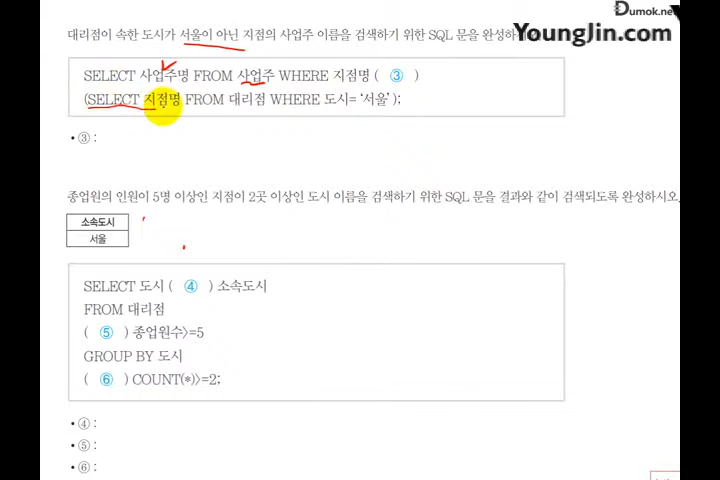 Dumok.ne
YoungJin.com
대리점이 속한 도시가 서울이 아닌 지점의 사업주 이름을 검색하기 위한 SQL 문을 완성하
SELECT 사업주명 FROM 사업주 WHERE 지점명 ( ③ )
(SELECT 지점명 FROM 대리점 WHERE 도시= ‘서울’ );
• ③ :
종업원의 인원이 5명 이상인 지점이 2곳 이상인 도시 이름을 검색하기 위한 SQL 문을 결과와 같이 검색되도록 완성하시오.
소속도시
서울
SELECT 도시 ( ④ ) 소속도시
FROM 대리점
( ⑤ ) 종업원수>=5
GROUP BY 도시
( ⑥ ) COUNT(*)>=2;
• ④ :
• ⑤ :
• ⑥ :